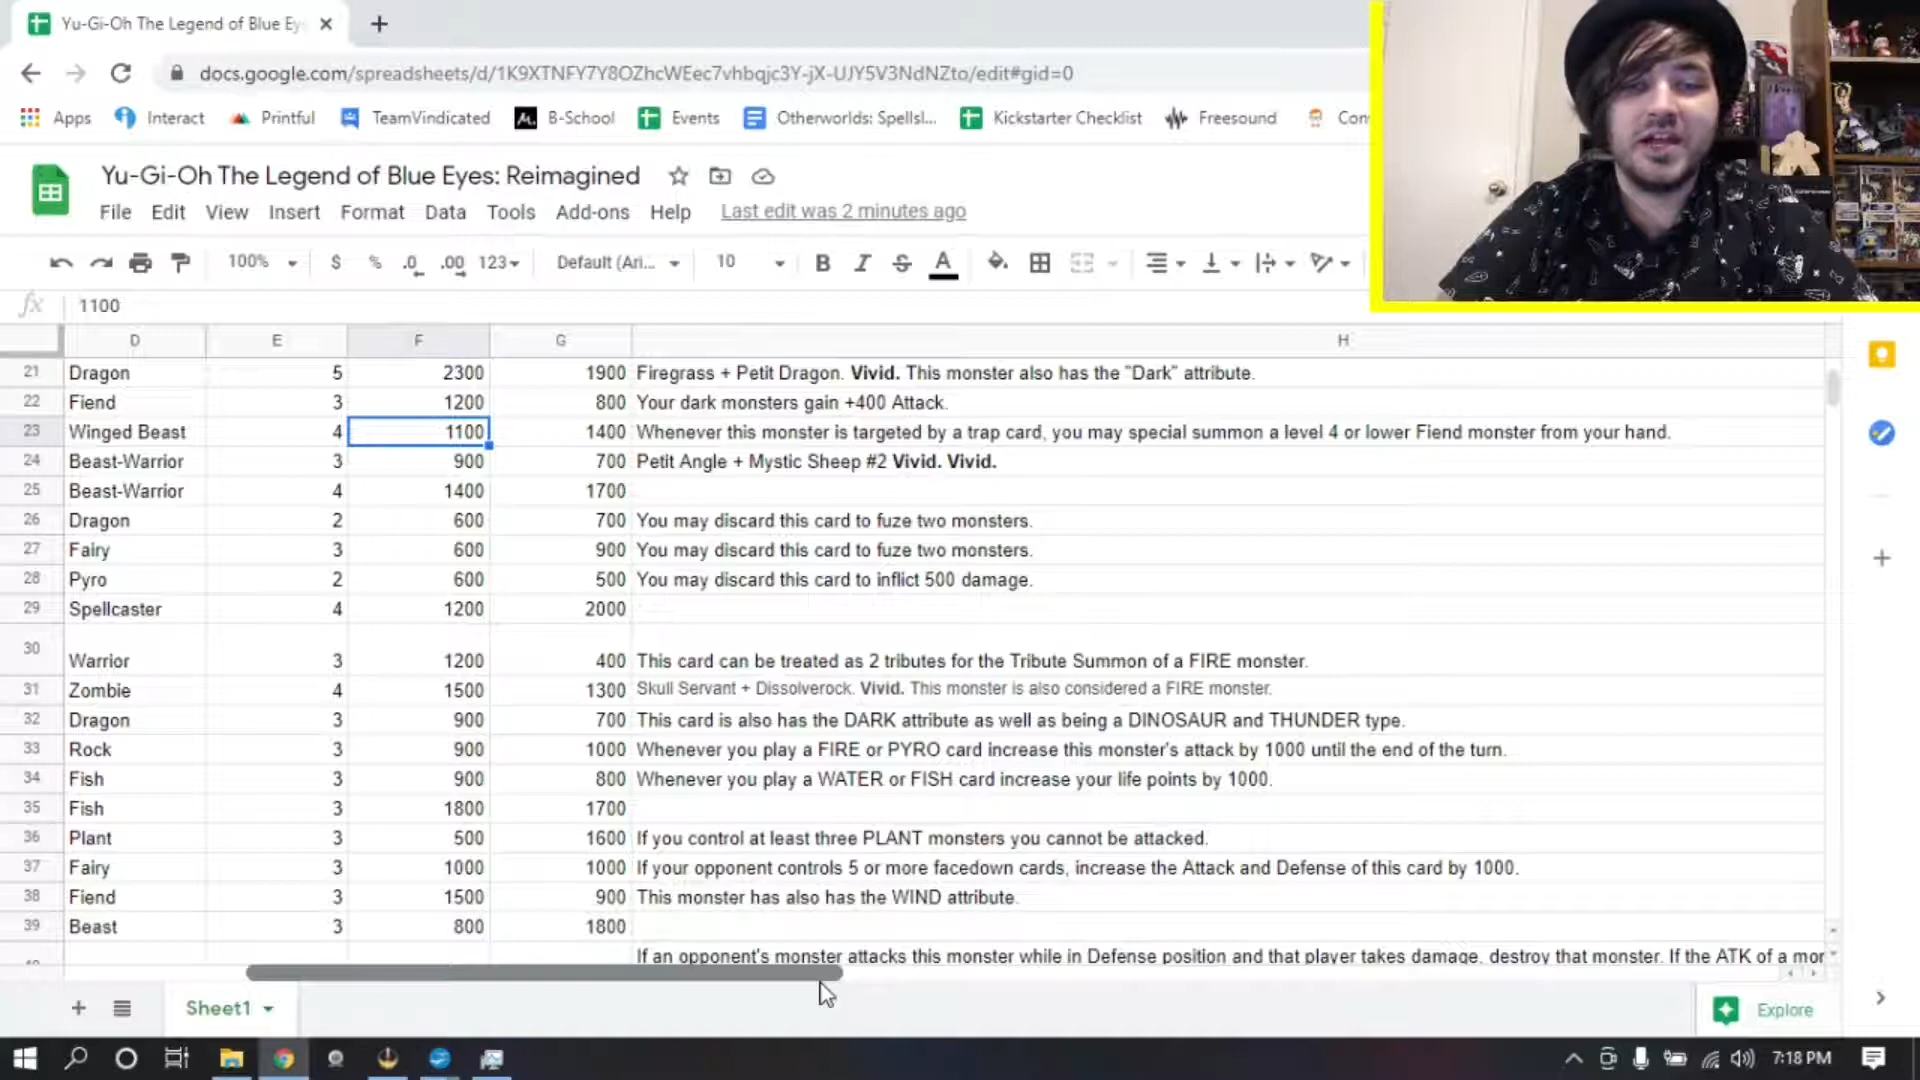 Yu-Gi-Oh The Legend of Blue Ey
docs.google.com/spreadsheets/d/1K9XTNFY7Y8OZhcWEec7vhbqjc3Y-jX-UJY5V3NdNZto/edit#gid=0
Apps Interact Printful TeamVindicated B-School Events Otherworlds: Spellsl... Kickstarter Checklist Freesound Con
Yu-Gi-Oh The Legend of Blue Eyes: Reimagined
File Edit View Insert Format Data Tools Add-ons Help Last edit was 2 minutes ago
100% $ % .0 .00 123 Default (Ari... 10 B I S A
fx 1100
D E F G H
21 Dragon 5 2300 1900 Firegrass + Petit Dragon. Vivid. This monster also has the "Dark" attribute.
22 Fiend 3 1200 800 Your dark monsters gain +400 Attack.
23 Winged Beast 4 1100 1400 Whenever this monster is targeted by a trap card, you may special summon a level 4 or lower Fiend monster from your hand.
24 Beast-Warrior 3 900 700 Petit Angle + Mystic Sheep #2 Vivid. Vivid.
25 Beast-Warrior 4 1400 1700
26 Dragon 2 600 700 You may discard this card to fuze two monsters.
27 Fairy 3 600 900 You may discard this card to fuze two monsters.
28 Pyro 2 600 500 You may discard this card to inflict 500 damage.
29 Spellcaster 4 1200 2000
30 Warrior 3 1200 400 This card can be treated as 2 tributes for the Tribute Summon of a FIRE monster.
31 Zombie 4 1500 1300 Skull Servant + Dissolverock. Vivid. This monster is also considered a FIRE monster.
32 Dragon 3 900 700 This card is also has the DARK attribute as well as being a DINOSAUR and THUNDER type.
33 Rock 3 900 1000 Whenever you play a FIRE or PYRO card increase this monster's attack by 1000 until the end of the turn.
34 Fish 3 900 800 Whenever you play a WATER or FISH card increase your life points by 1000.
35 Fish 3 1800 1700
36 Plant 3 500 1600 If you control at least three PLANT monsters you cannot be attacked.
37 Fairy 3 1000 1000 If your opponent controls 5 or more facedown cards, increase the Attack and Defense of this card by 1000.
38 Fiend 3 1500 900 This monster has also has the WIND attribute.
39 Beast 3 800 1800
If an opponent's monster attacks this monster while in Defense position and that player takes damage, destroy that monster. If the ATK of a mor
Sheet1 Explore
7:18 PM